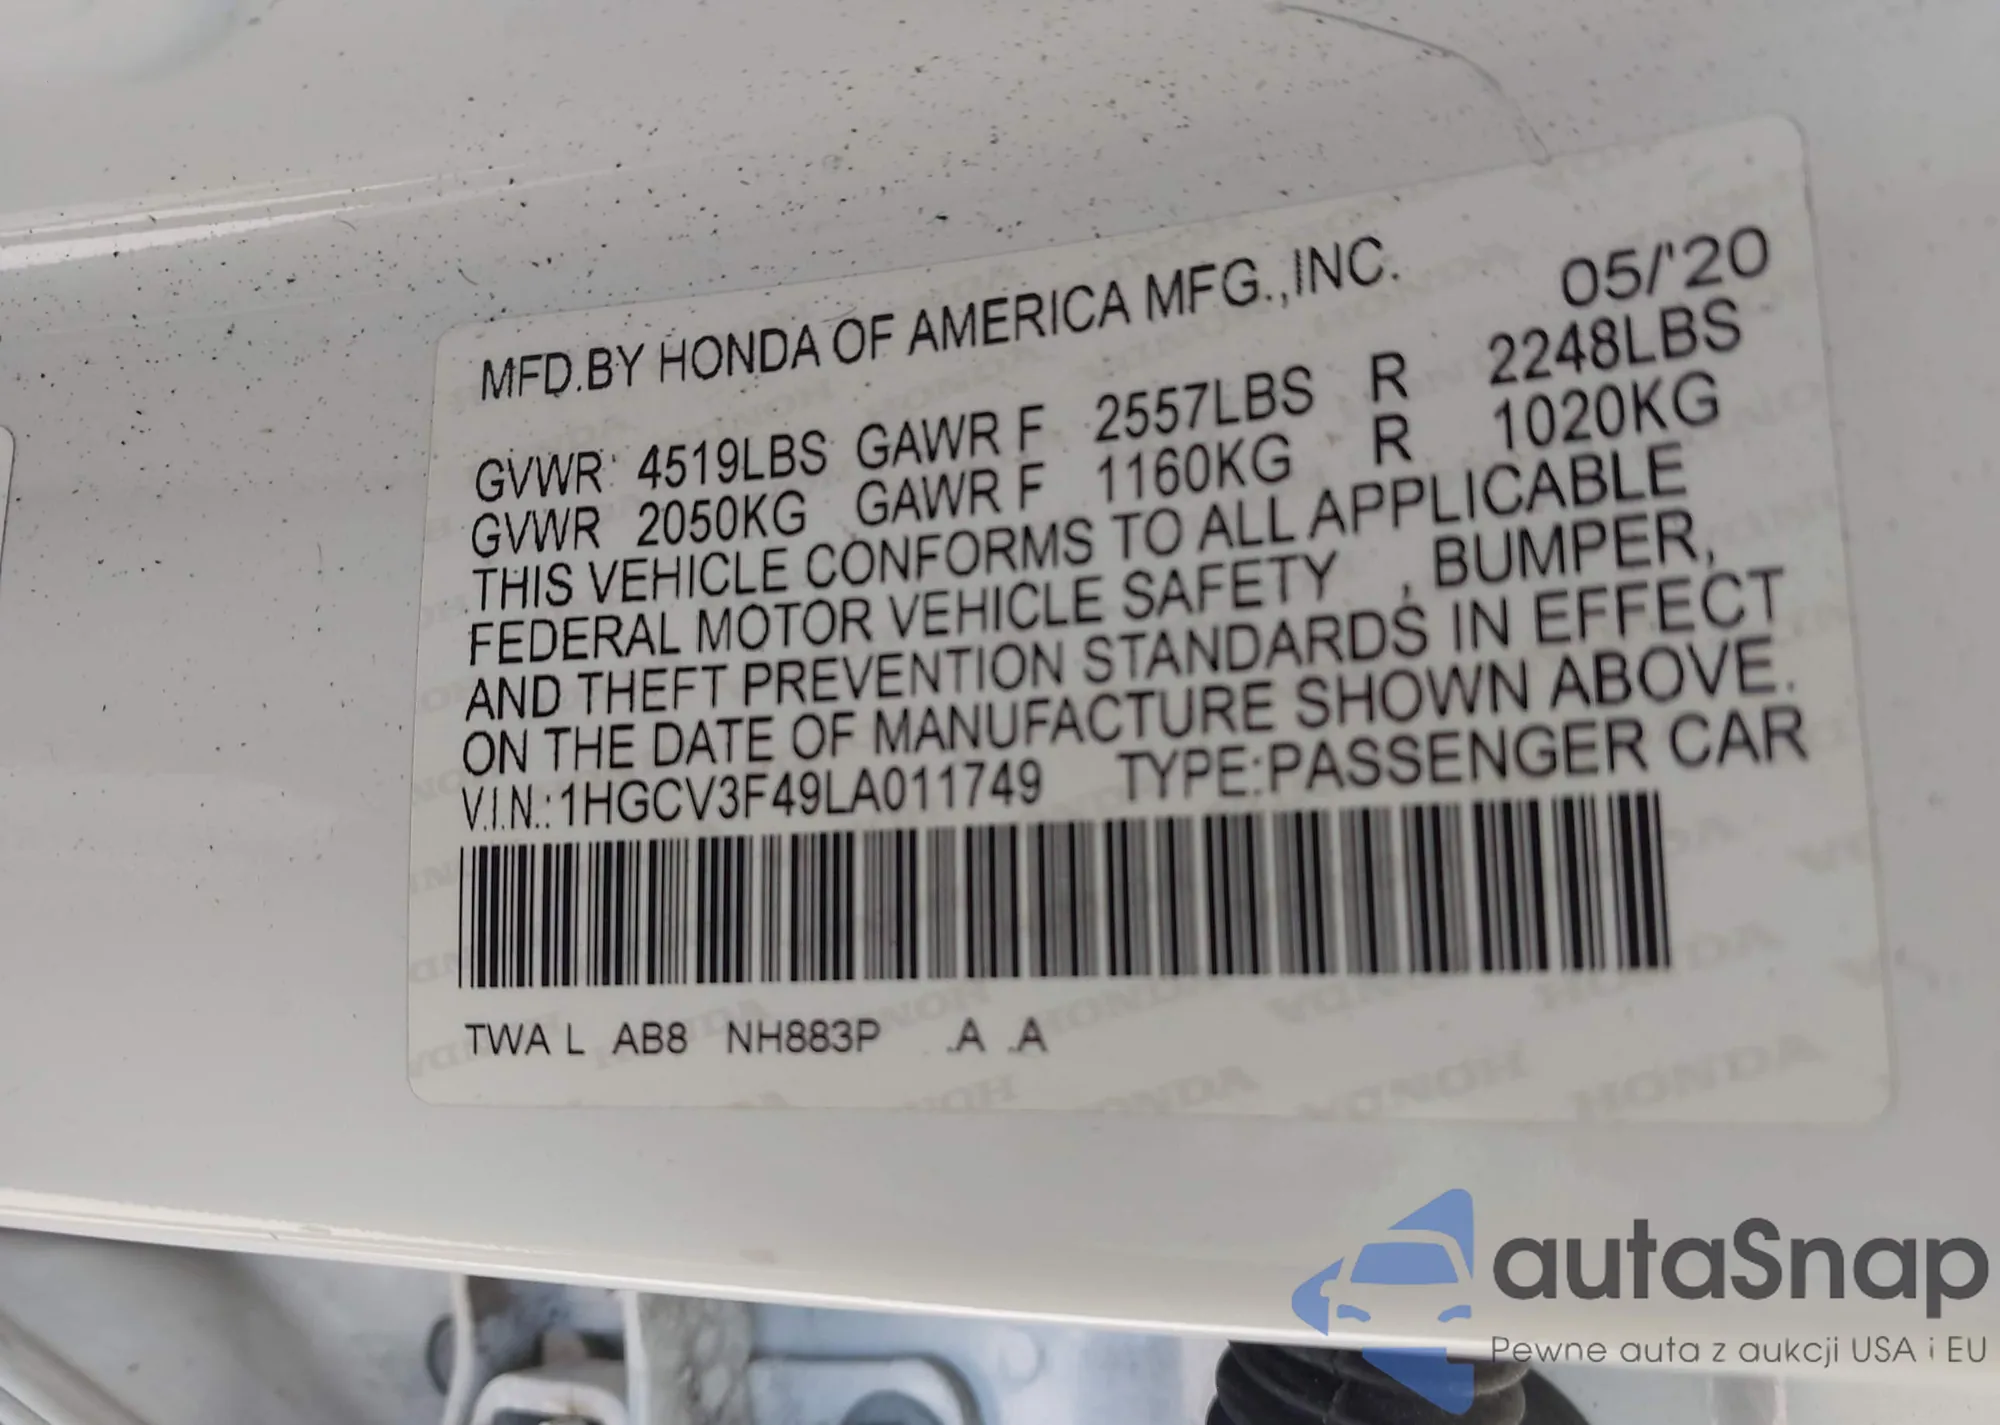 MFD.BY HONDA OF AMERICA MFG.,INC. 05/'20
GVWR 4519LBS GAWR F 2557LBS R 2248LBS
GVWR 2050KG GAWR F 1160KG R 1020KG
THIS VEHICLE CONFORMS TO ALL APPLICABLE
FEDERAL MOTOR VEHICLE SAFETY , BUMPER,
AND THEFT PREVENTION STANDARDS IN EFFECT
ON THE DATE OF MANUFACTURE SHOWN ABOVE.
V.I.N.:1HGCV3F49LA011749 TYPE:PASSENGER CAR
TWA L AB8 NH883P .A .A
autaSnap
Pewne auta z aukcji USA i EU